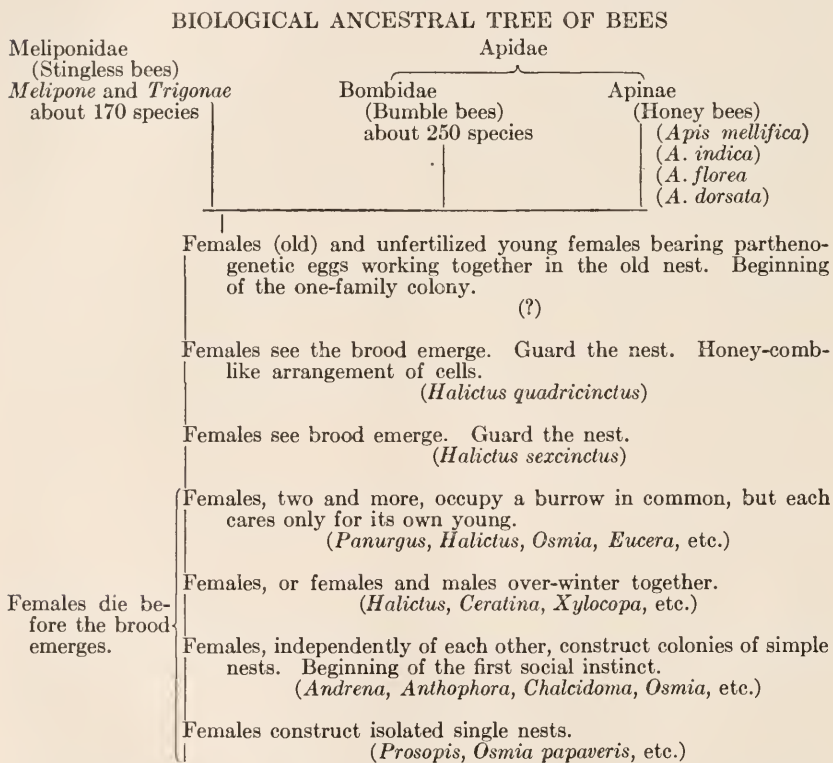 BIOLOGICAL ANCESTRAL TREE OF BEES
Meliponidae
(Stingless bees)
Melipone and Trigonae
about 170 species
Apidae
Bombidae
(Bumble bees)
about 250 species
Apinae
(Honey bees)
(Apis mellifica)
(A. indica)
(A. florea
(A. dorsata)
Females (old) and unfertilized young females bearing partheno-
genetic eggs working together in the old nest. Beginning
of the one-family colony.
(?)
Females see the brood emerge. Guard the nest. Honey-comb-
like arrangement of cells.
(Halictus quadricinctus)
Females see brood emerge. Guard the nest.
(Halictus sexcinctus)
Females die be-
fore the brood
emerges.
Females, two and more, occupy a burrow in common, but each
cares only for its own young.
(Panurgus, Halictus, Osmia, Eucera, etc.)
Females, or females and males over-winter together.
(Halictus, Ceratina, Xylocopa, etc.)
Females, independently of each other, construct colonies of simple
nests. Beginning of the first social instinct.
(Andrena, Anthophora, Chalcidoma, Osmia, etc.)
Females construct isolated single nests.
(Prosopis, Osmia papaveris, etc.)